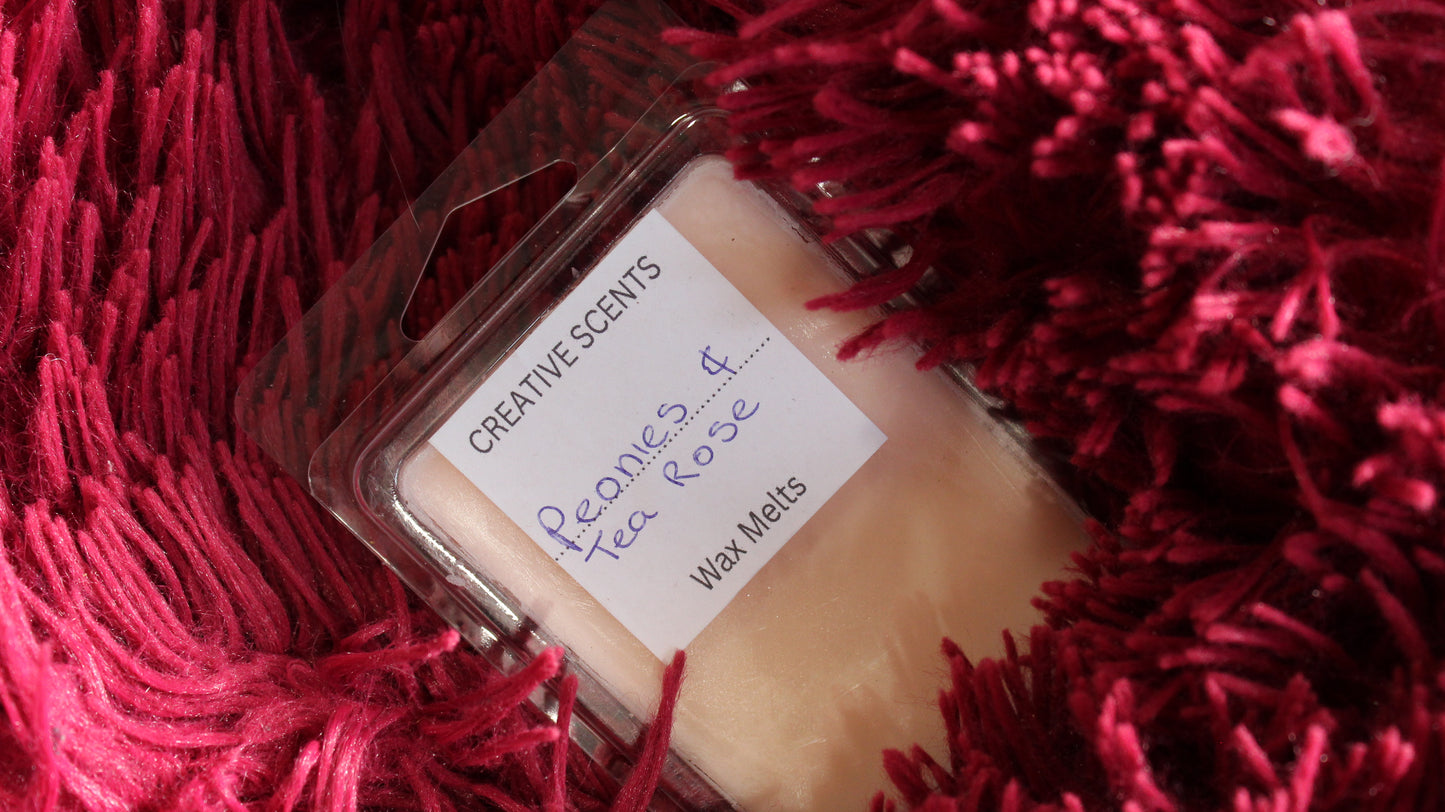 CREATIVE SCENTS
Peonies &
Tea Rose
Wax Melts